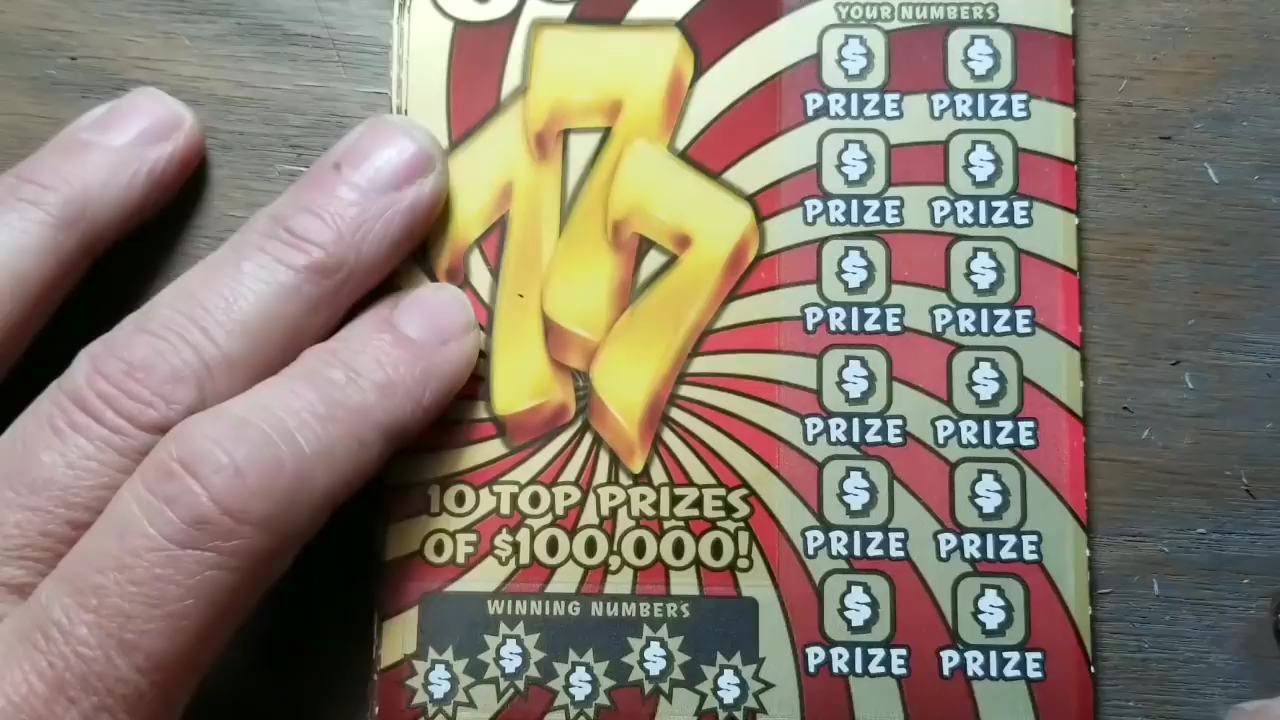 YOUR NUMBERS
$ $
PRIZE PRIZE
$ $
PRIZE PRIZE
$ $
PRIZE PRIZE
$ $
PRIZE PRIZE
$ $
PRIZE PRIZE
$ $
PRIZE PRIZE
777
10 TOP PRIZES
OF $100,000!
WINNING NUMBERS
$ $ $ $ $